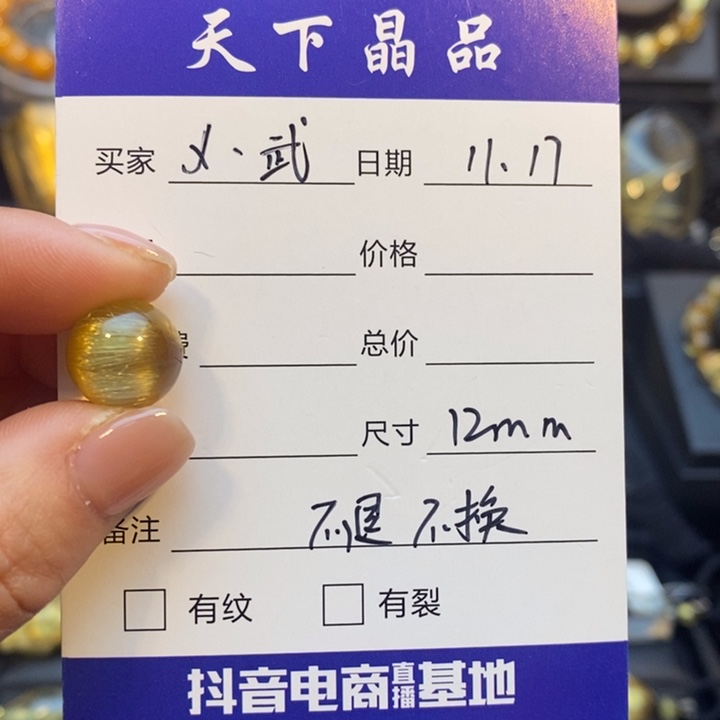 天下晶品
买家 乂、武 日期 11.17
价格
总价
尺寸 12mm
备注 不退 不换
有纹 有裂
抖音电商直播基地